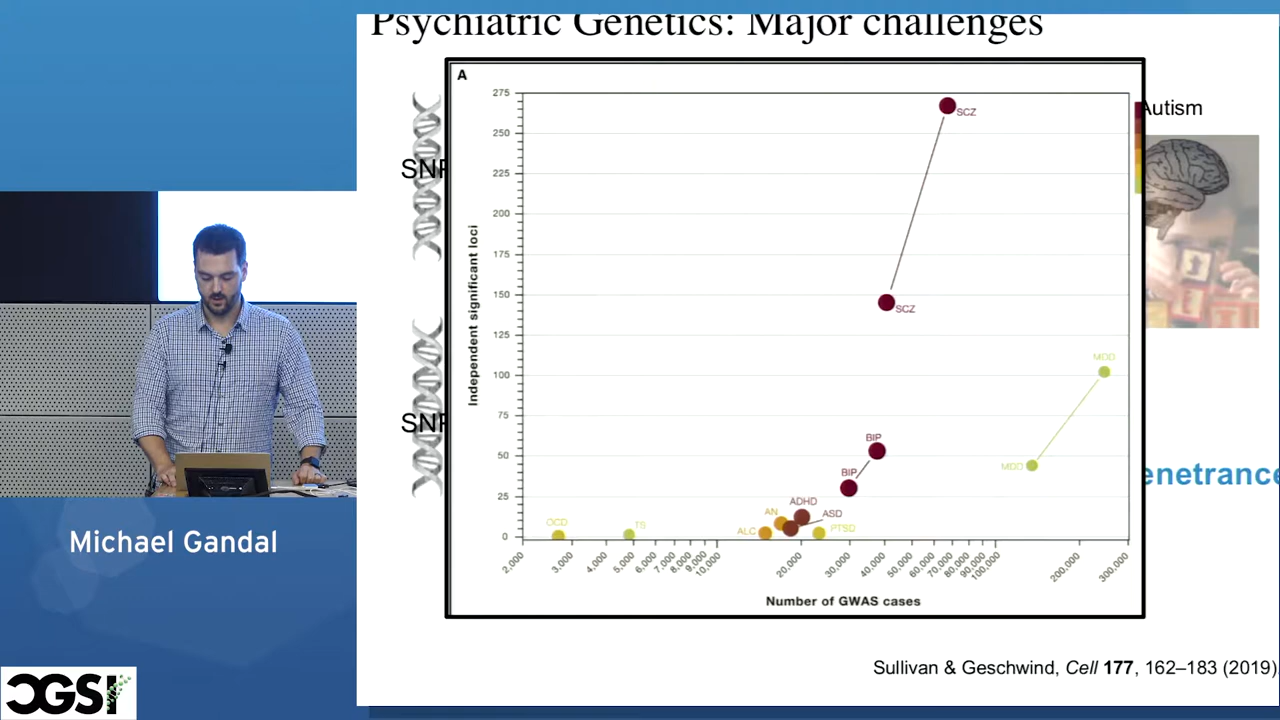 Psychiatric Genetics: Major challenges
A
275
250
225
200
175
150
125
100
75
50
25
0
Independent significant loci
SCZ
SCZ
MDD
MDD
BIP
BIP
ADHD
ASD
AN
ALC
PTSD
OCD
TS
2,000
3,000
4,000
5,000
6,000
7,000
8,000
9,000
10,000
20,000
30,000
40,000
50,000
60,000
70,000
80,000
90,000
100,000
200,000
300,000
Number of GWAS cases
SNP
SNP
Autism
enetrance
Sullivan & Geschwind, Cell 177, 162–183 (2019)
Michael Gandal
CGSI